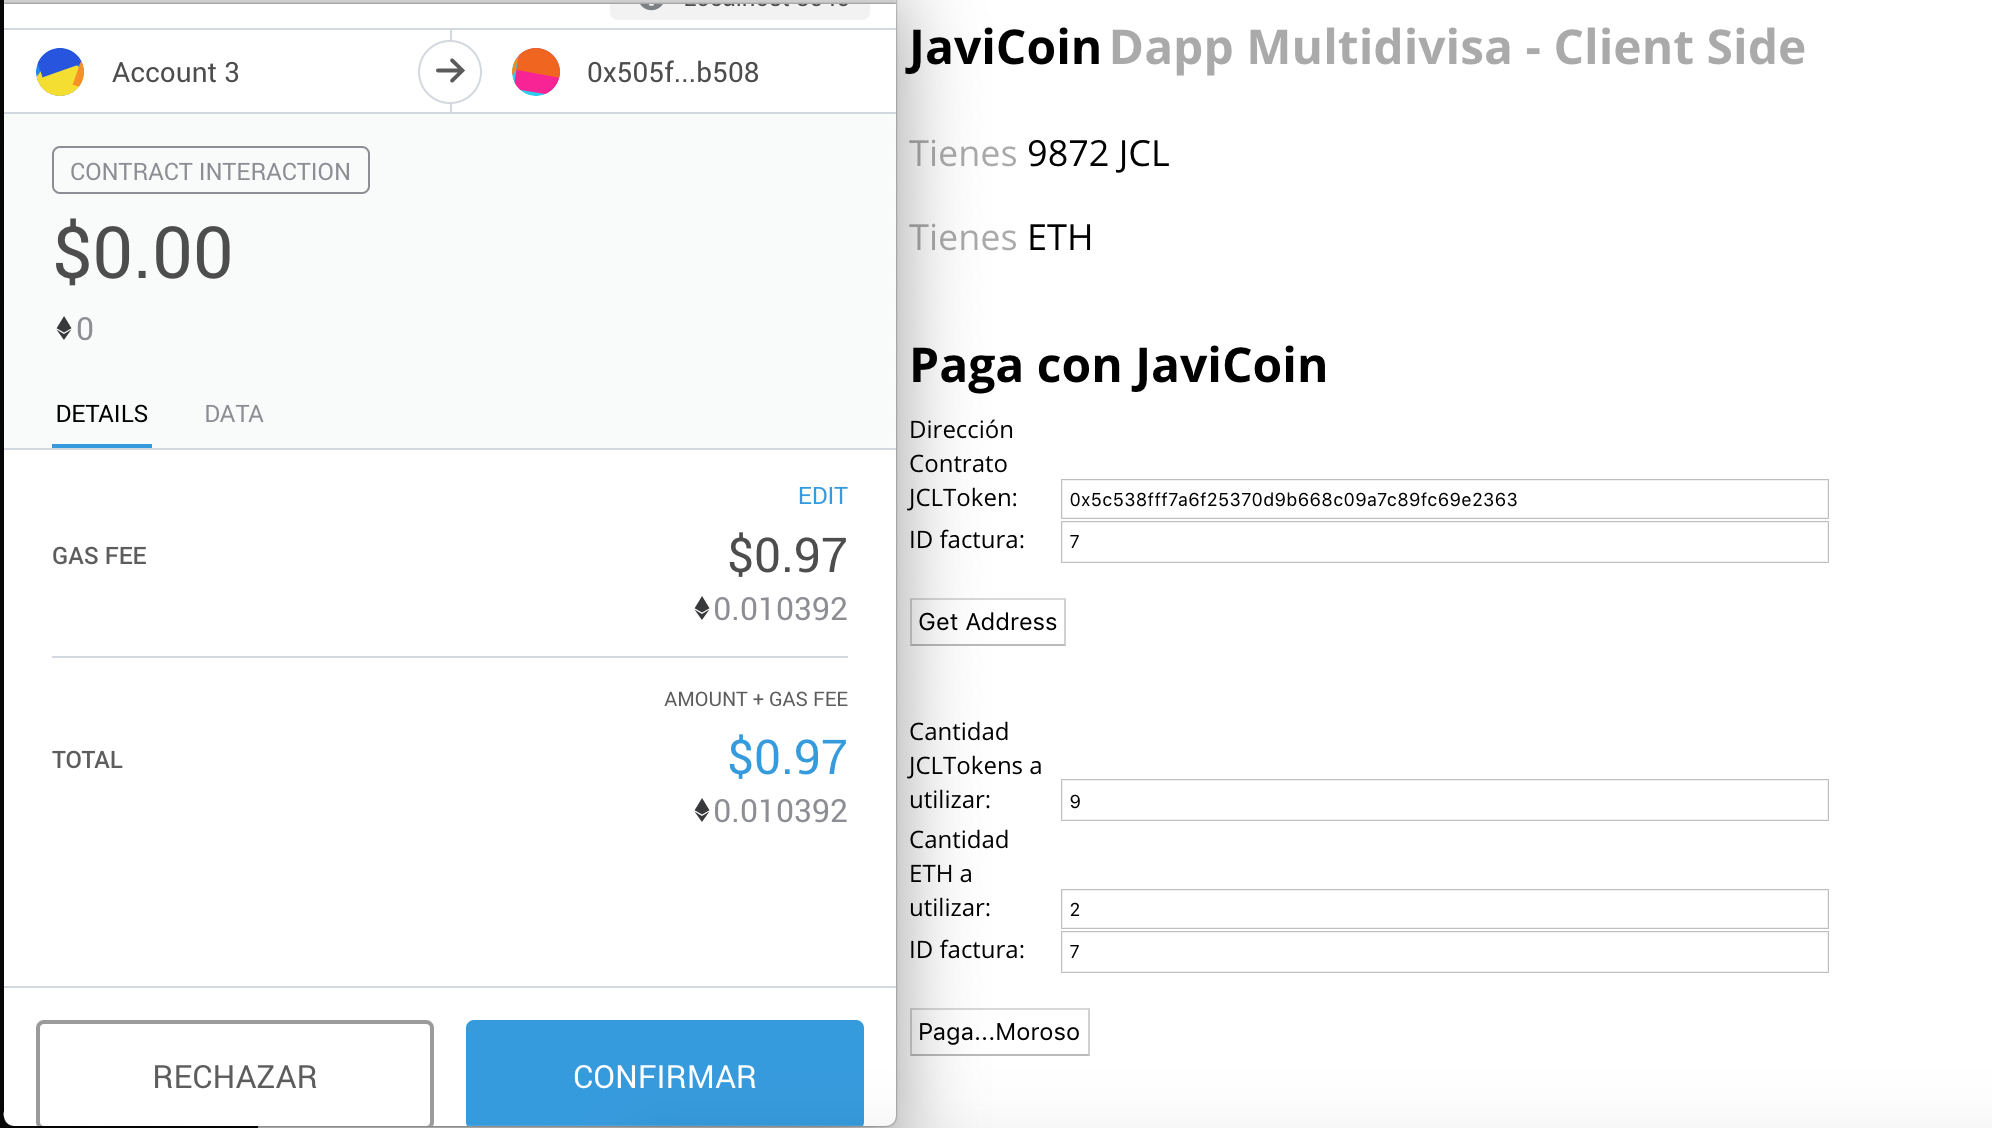 Account 3
0x505f...b508
CONTRACT INTERACTION
$0.00
0
DETAILS DATA
EDIT
GAS FEE $0.97
0.010392
AMOUNT + GAS FEE
TOTAL $0.97
0.010392
RECHAZAR CONFIRMAR
JaviCoin Dapp Multidivisa - Client Side
Tienes 9872 JCL
Tienes ETH
Paga con JaviCoin
Dirección
Contrato
JCLToken: 0x5c538fff7a6f25370d9b668c09a7c89fc69e2363
ID factura: 7
Get Address
Cantidad
JCLTokens a
utilizar: 9
Cantidad
ETH a
utilizar: 2
ID factura: 7
Paga...Moroso